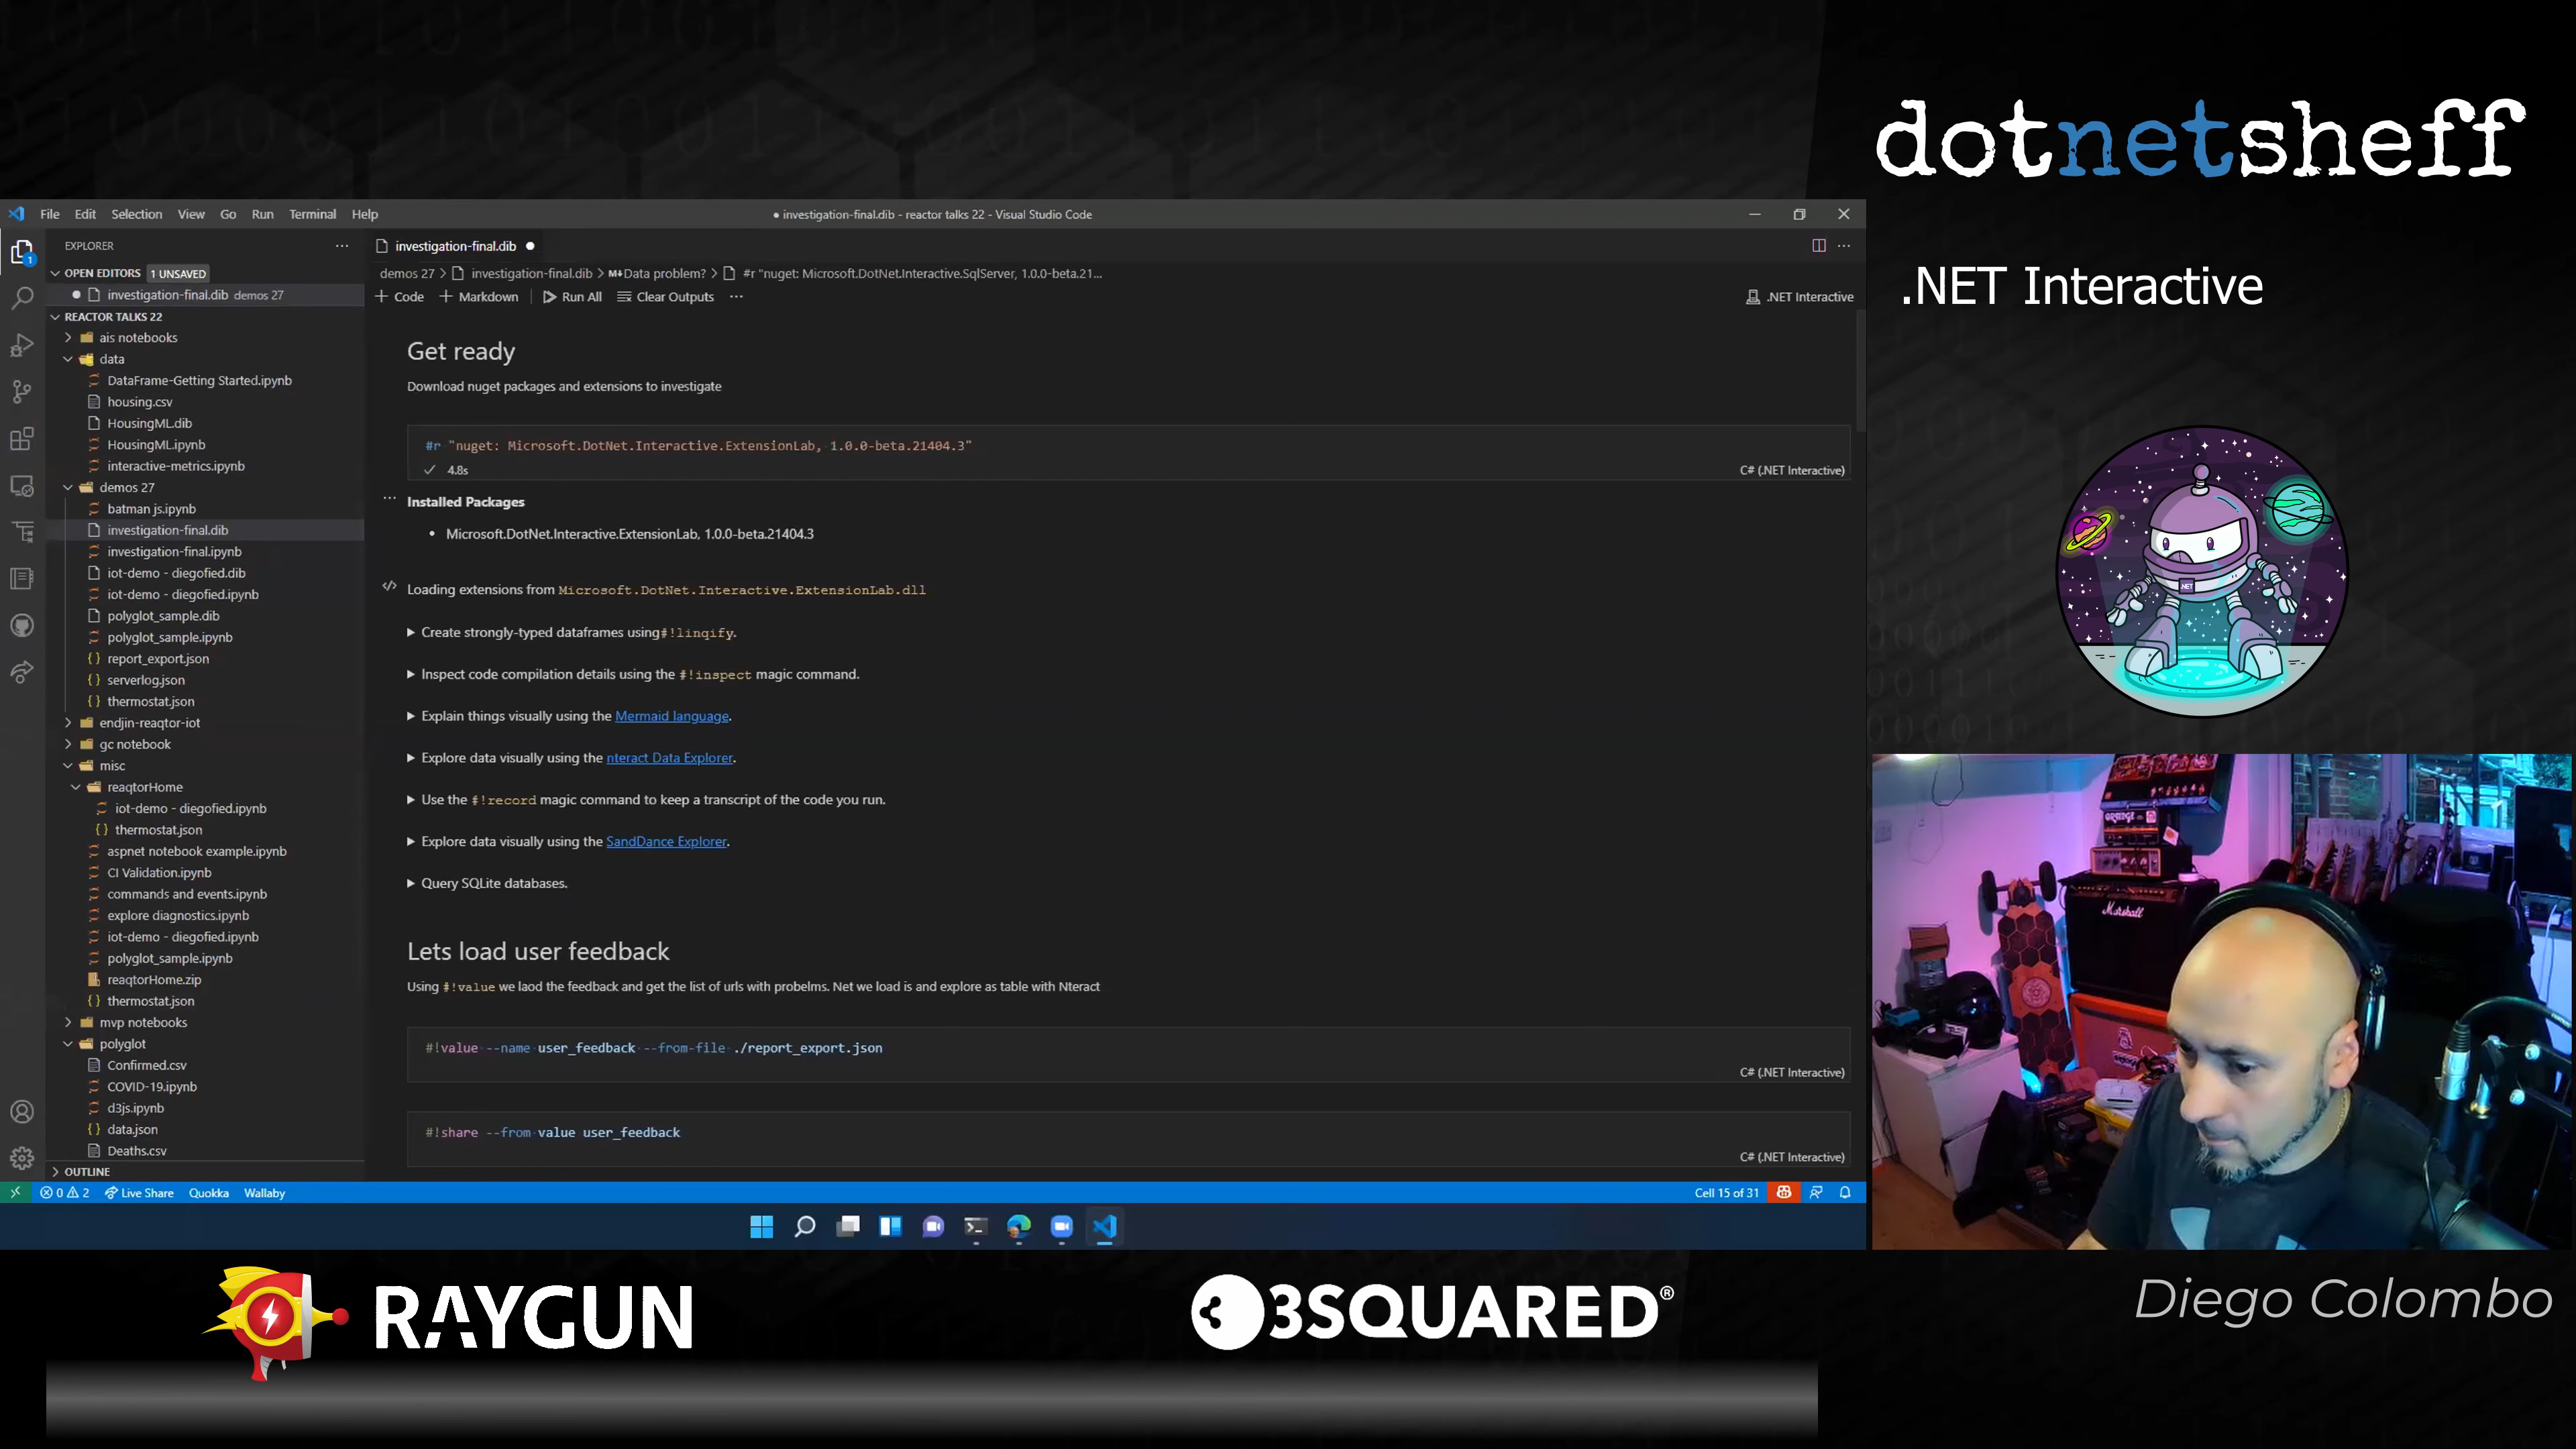 dotnetsheff
.NET Interactive
File Edit Selection View Go Run Terminal Help
● investigation-final.dib - reactor talks 22 - Visual Studio Code
EXPLORER
OPEN EDITORS 1 UNSAVED
investigation-final.dib demos 27
REACTOR TALKS 22
ais notebooks
data
DataFrame-Getting Started.ipynb
housing.csv
HousingML.dib
HousingML.ipynb
interactive-metrics.ipynb
demos 27
batman js.ipynb
investigation-final.dib
investigation-final.ipynb
iot-demo - diegofied.dib
iot-demo - diegofied.ipynb
polyglot_sample.dib
polyglot_sample.ipynb
report_export.json
serverlog.json
thermostat.json
endjin-reaqtor-iot
gc notebook
misc
reaqtorHome
iot-demo - diegofied.ipynb
thermostat.json
aspnet notebook example.ipynb
CI Validation.ipynb
commands and events.ipynb
explore diagnostics.ipynb
iot-demo - diegofied.ipynb
polyglot_sample.ipynb
reaqtorHome.zip
thermostat.json
mvp notebooks
polyglot
Confirmed.csv
COVID-19.ipynb
d3js.ipynb
data.json
Deaths.csv
OUTLINE
investigation-final.dib ●
demos 27 > investigation-final.dib > M↓Data problem? > #r "nuget: Microsoft.DotNet.Interactive.SqlServer, 1.0.0-beta.21...
+ Code + Markdown Run All Clear Outputs ···
.NET Interactive
Get ready
Download nuget packages and extensions to investigate
#r "nuget: Microsoft.DotNet.Interactive.ExtensionLab, 1.0.0-beta.21404.3"
✓ 4.8s
C# (.NET Interactive)
Installed Packages
• Microsoft.DotNet.Interactive.ExtensionLab, 1.0.0-beta.21404.3
Loading extensions from Microsoft.DotNet.Interactive.ExtensionLab.dll
Create strongly-typed dataframes using#!linqify.
Inspect code compilation details using the #!inspect magic command.
Explain things visually using the Mermaid language.
Explore data visually using the nteract Data Explorer.
Use the #!record magic command to keep a transcript of the code you run.
Explore data visually using the SandDance Explorer.
Query SQLite databases.
Lets load user feedback
Using #!value we laod the feedback and get the list of urls with probelms. Net we load is and explore as table with Nteract
#!value --name user_feedback --from-file ./report_export.json
C# (.NET Interactive)
#!share --from value user_feedback
C# (.NET Interactive)
0 2 Live Share Quokka Wallaby
Cell 15 of 31
.NET
ORANGE
Marshall
RAYGUN
3SQUARED®
Diego Colombo